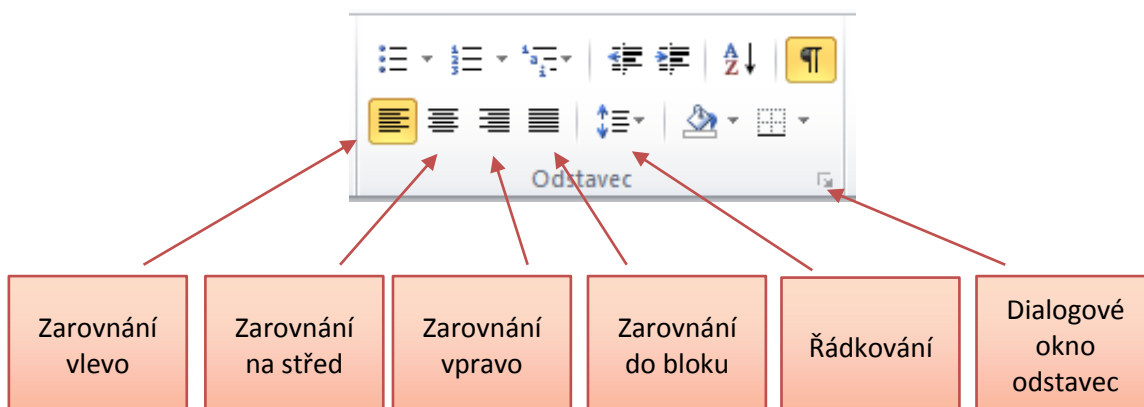 Odstavec
Zarovnání
vlevo
Zarovnání
na střed
Zarovnání
vpravo
Zarovnání
do bloku
Řádkování
Dialogové
okno
odstavec